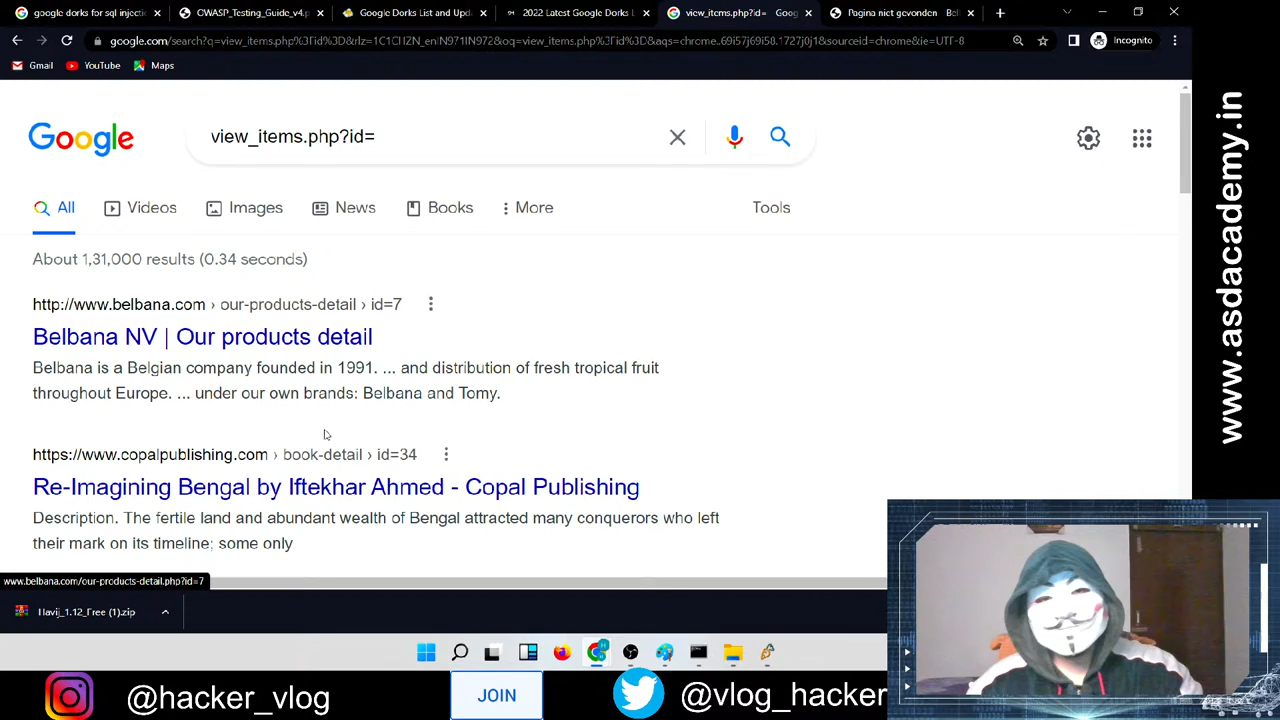 google dorks for sql injectic
OWASP_Testing_Guide_v4.p
Google Dorks List and Upd
2022 Latest Google Dorks L
view_items.php?id= Goog
Pagina niet gevonden Bel
google.com/search?q=view_items.php%3Fid%3D&rlz=1C1CHZN_enIN971IN972&oq=view_items.php%3Fid%3D&aqs=chrome..69i57j69i58.1727j0j1&sourceid=chrome&ie=UTF-8
Incognito
Gmail YouTube Maps
Google
view_items.php?id=
All Videos Images News Books More Tools
About 1,31,000 results (0.34 seconds)
http://www.belbana.com › our-products-detail › id=7
Belbana NV | Our products detail
Belbana is a Belgian company founded in 1991. ... and distribution of fresh tropical fruit
throughout Europe. ... under our own brands: Belbana and Tomy.
https://www.copalpublishing.com › book-detail › id=34
Re-Imagining Bengal by Iftekhar Ahmed - Copal Publishing
Description. The fertile land and abundant wealth of Bengal attracted many conquerors who left
their mark on its timeline; some only
www.belbana.com/our-products-detail.php?id=7
Havij_1.12_Free (1).zip
@hacker_vlog
JOIN
@vlog_hacker
www.asdacademy.in